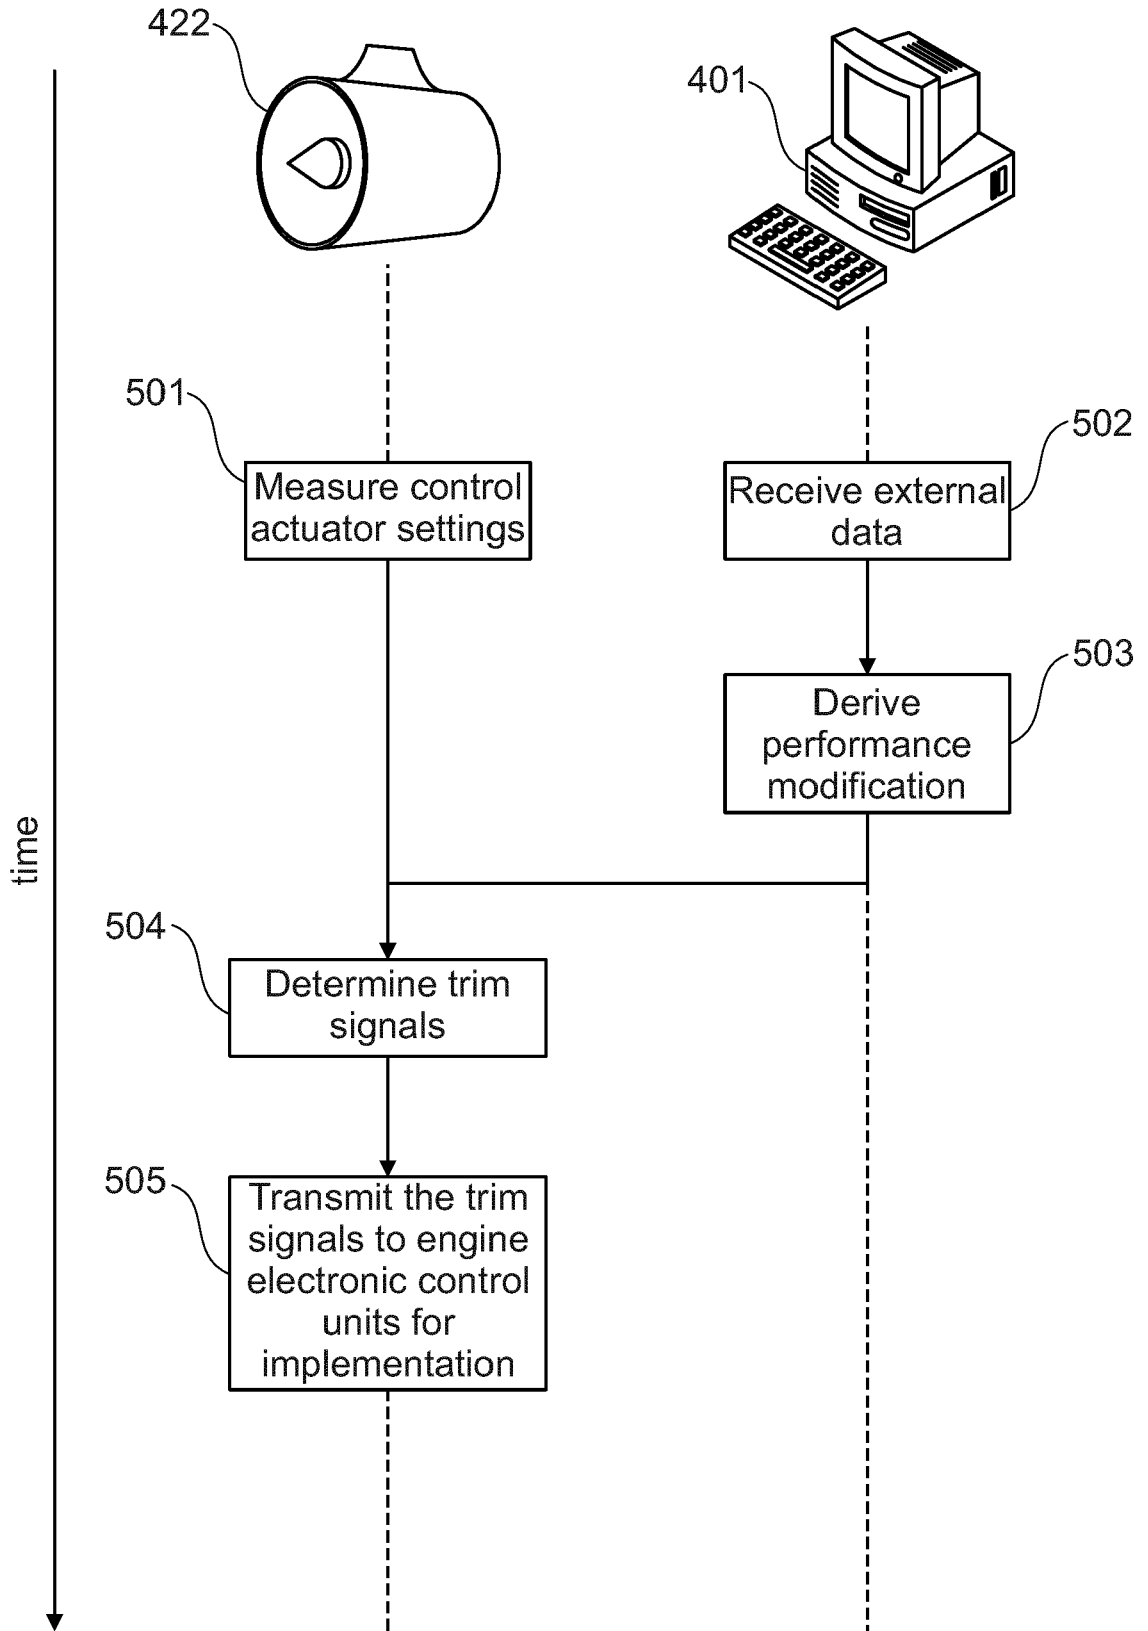 422
401
501
Measure control
actuator settings
502
Receive external
data
503
Derive
performance
modification
time
504
Determine trim
signals
505
Transmit the trim
signals to engine
electronic control
units for
implementation